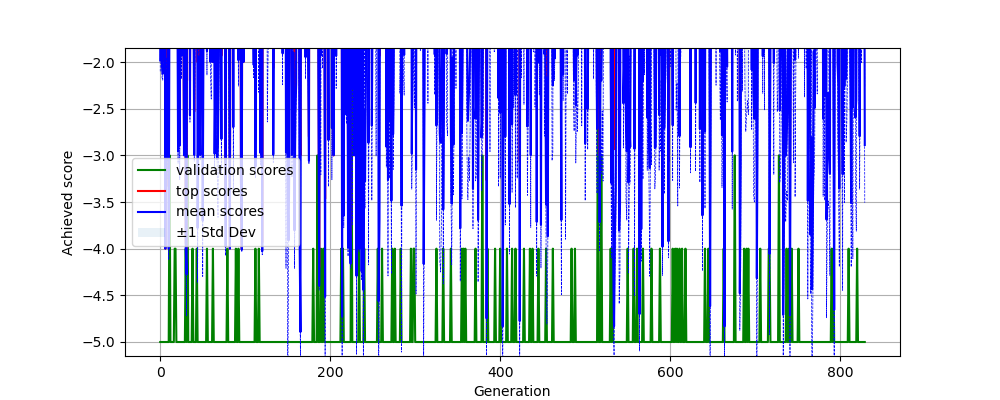 −2.0
−2.5
−3.0
−3.5
−4.0
−4.5
−5.0
Achieved score
validation scores
top scores
mean scores
±1 Std Dev
0 200 400 600 800
Generation